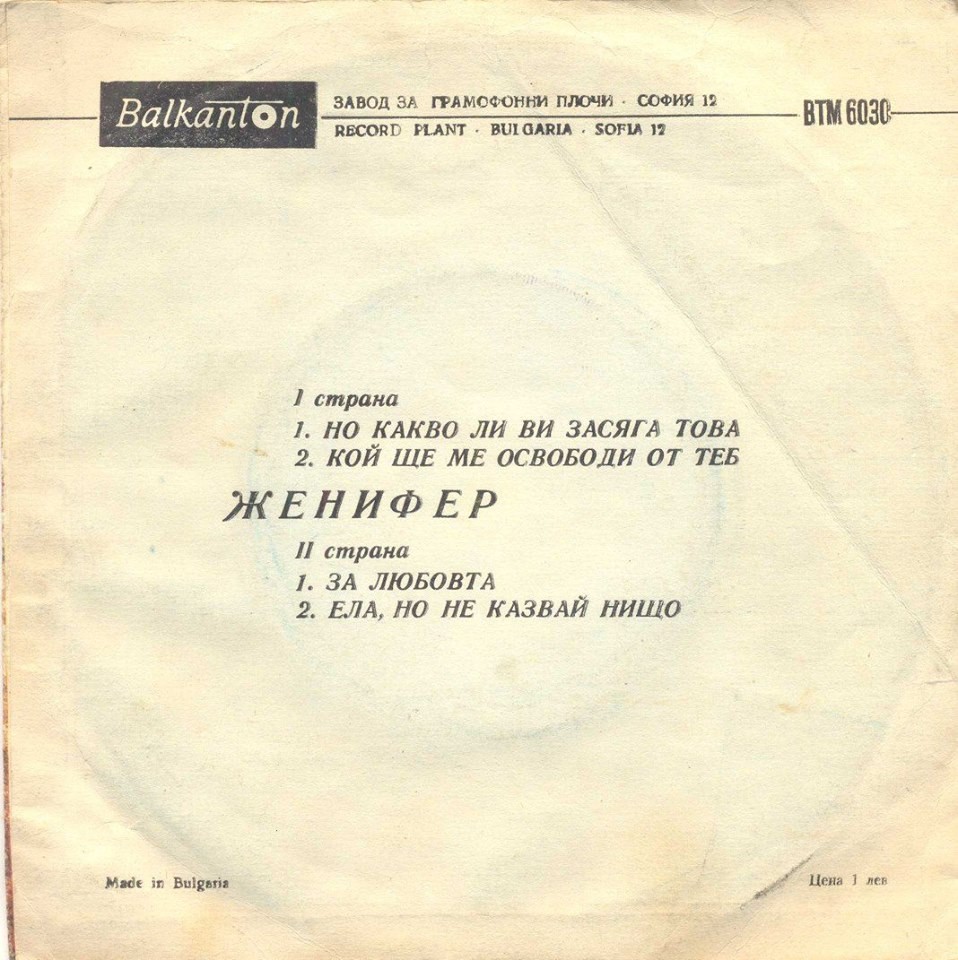 Balkanton
ЗАВОД ЗА ГРАМОФОННИ ПЛОЧИ · СОФИЯ 12
RECORD PLANT · BULGARIA · SOFIA 12
ВТМ 6030
I страна
1. НО КАКВО ЛИ ВИ ЗАСЯГА ТОВА
2. КОЙ ЩЕ МЕ ОСВОБОДИ ОТ ТЕБ
ЖЕНИФЕР
II страна
1. ЗА ЛЮБОВТА
2. ЕЛА, НО НЕ КАЗВАЙ НИЩО
Made in Bulgaria
Цена 1 лев